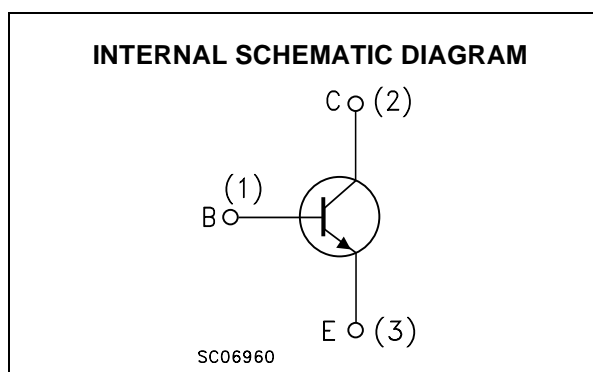 INTERNAL SCHEMATIC DIAGRAM
C (2)
(1)
B
E (3)
SC06960